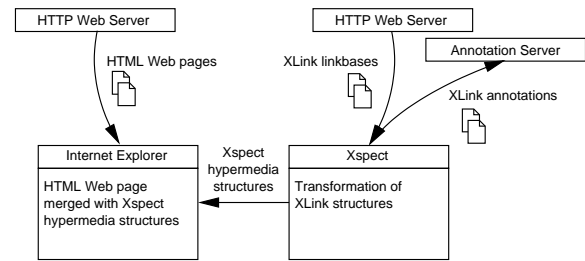 HTTP Web Server
HTTP Web Server
Annotation Server
HTML Web pages
XLink linkbases
XLink annotations
Internet Explorer
HTML Web page
merged with Xspect
hypermedia structures
Xspect
hypermedia
structures
Xspect
Transformation of
XLink structures